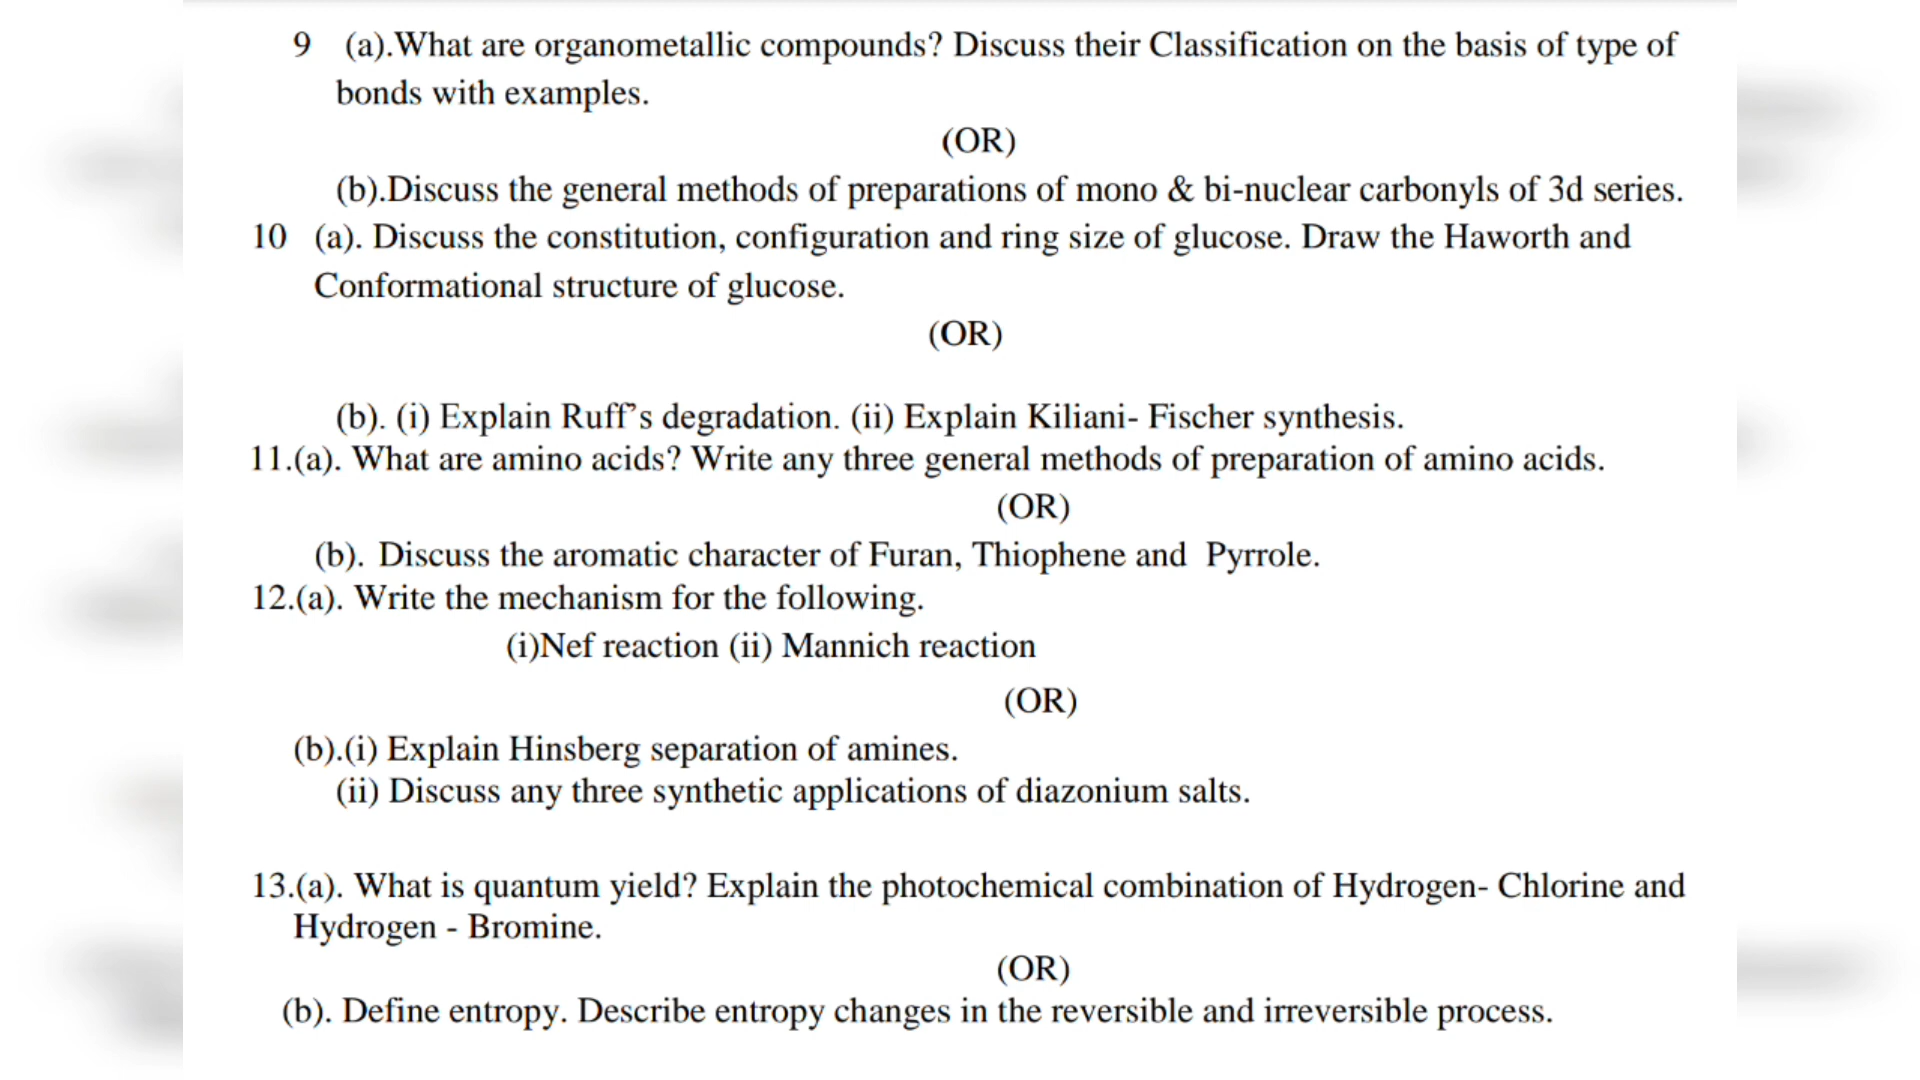 9 (a).What are organometallic compounds? Discuss their Classification on the basis of type of
bonds with examples.
(OR)
(b).Discuss the general methods of preparations of mono & bi-nuclear carbonyls of 3d series.
10 (a). Discuss the constitution, configuration and ring size of glucose. Draw the Haworth and
Conformational structure of glucose.
(OR)
(b). (i) Explain Ruff’s degradation. (ii) Explain Kiliani- Fischer synthesis.
11.(a). What are amino acids? Write any three general methods of preparation of amino acids.
(OR)
(b). Discuss the aromatic character of Furan, Thiophene and Pyrrole.
12.(a). Write the mechanism for the following.
(i)Nef reaction (ii) Mannich reaction
(OR)
(b).(i) Explain Hinsberg separation of amines.
(ii) Discuss any three synthetic applications of diazonium salts.
13.(a). What is quantum yield? Explain the photochemical combination of Hydrogen- Chlorine and
Hydrogen - Bromine.
(OR)
(b). Define entropy. Describe entropy changes in the reversible and irreversible process.